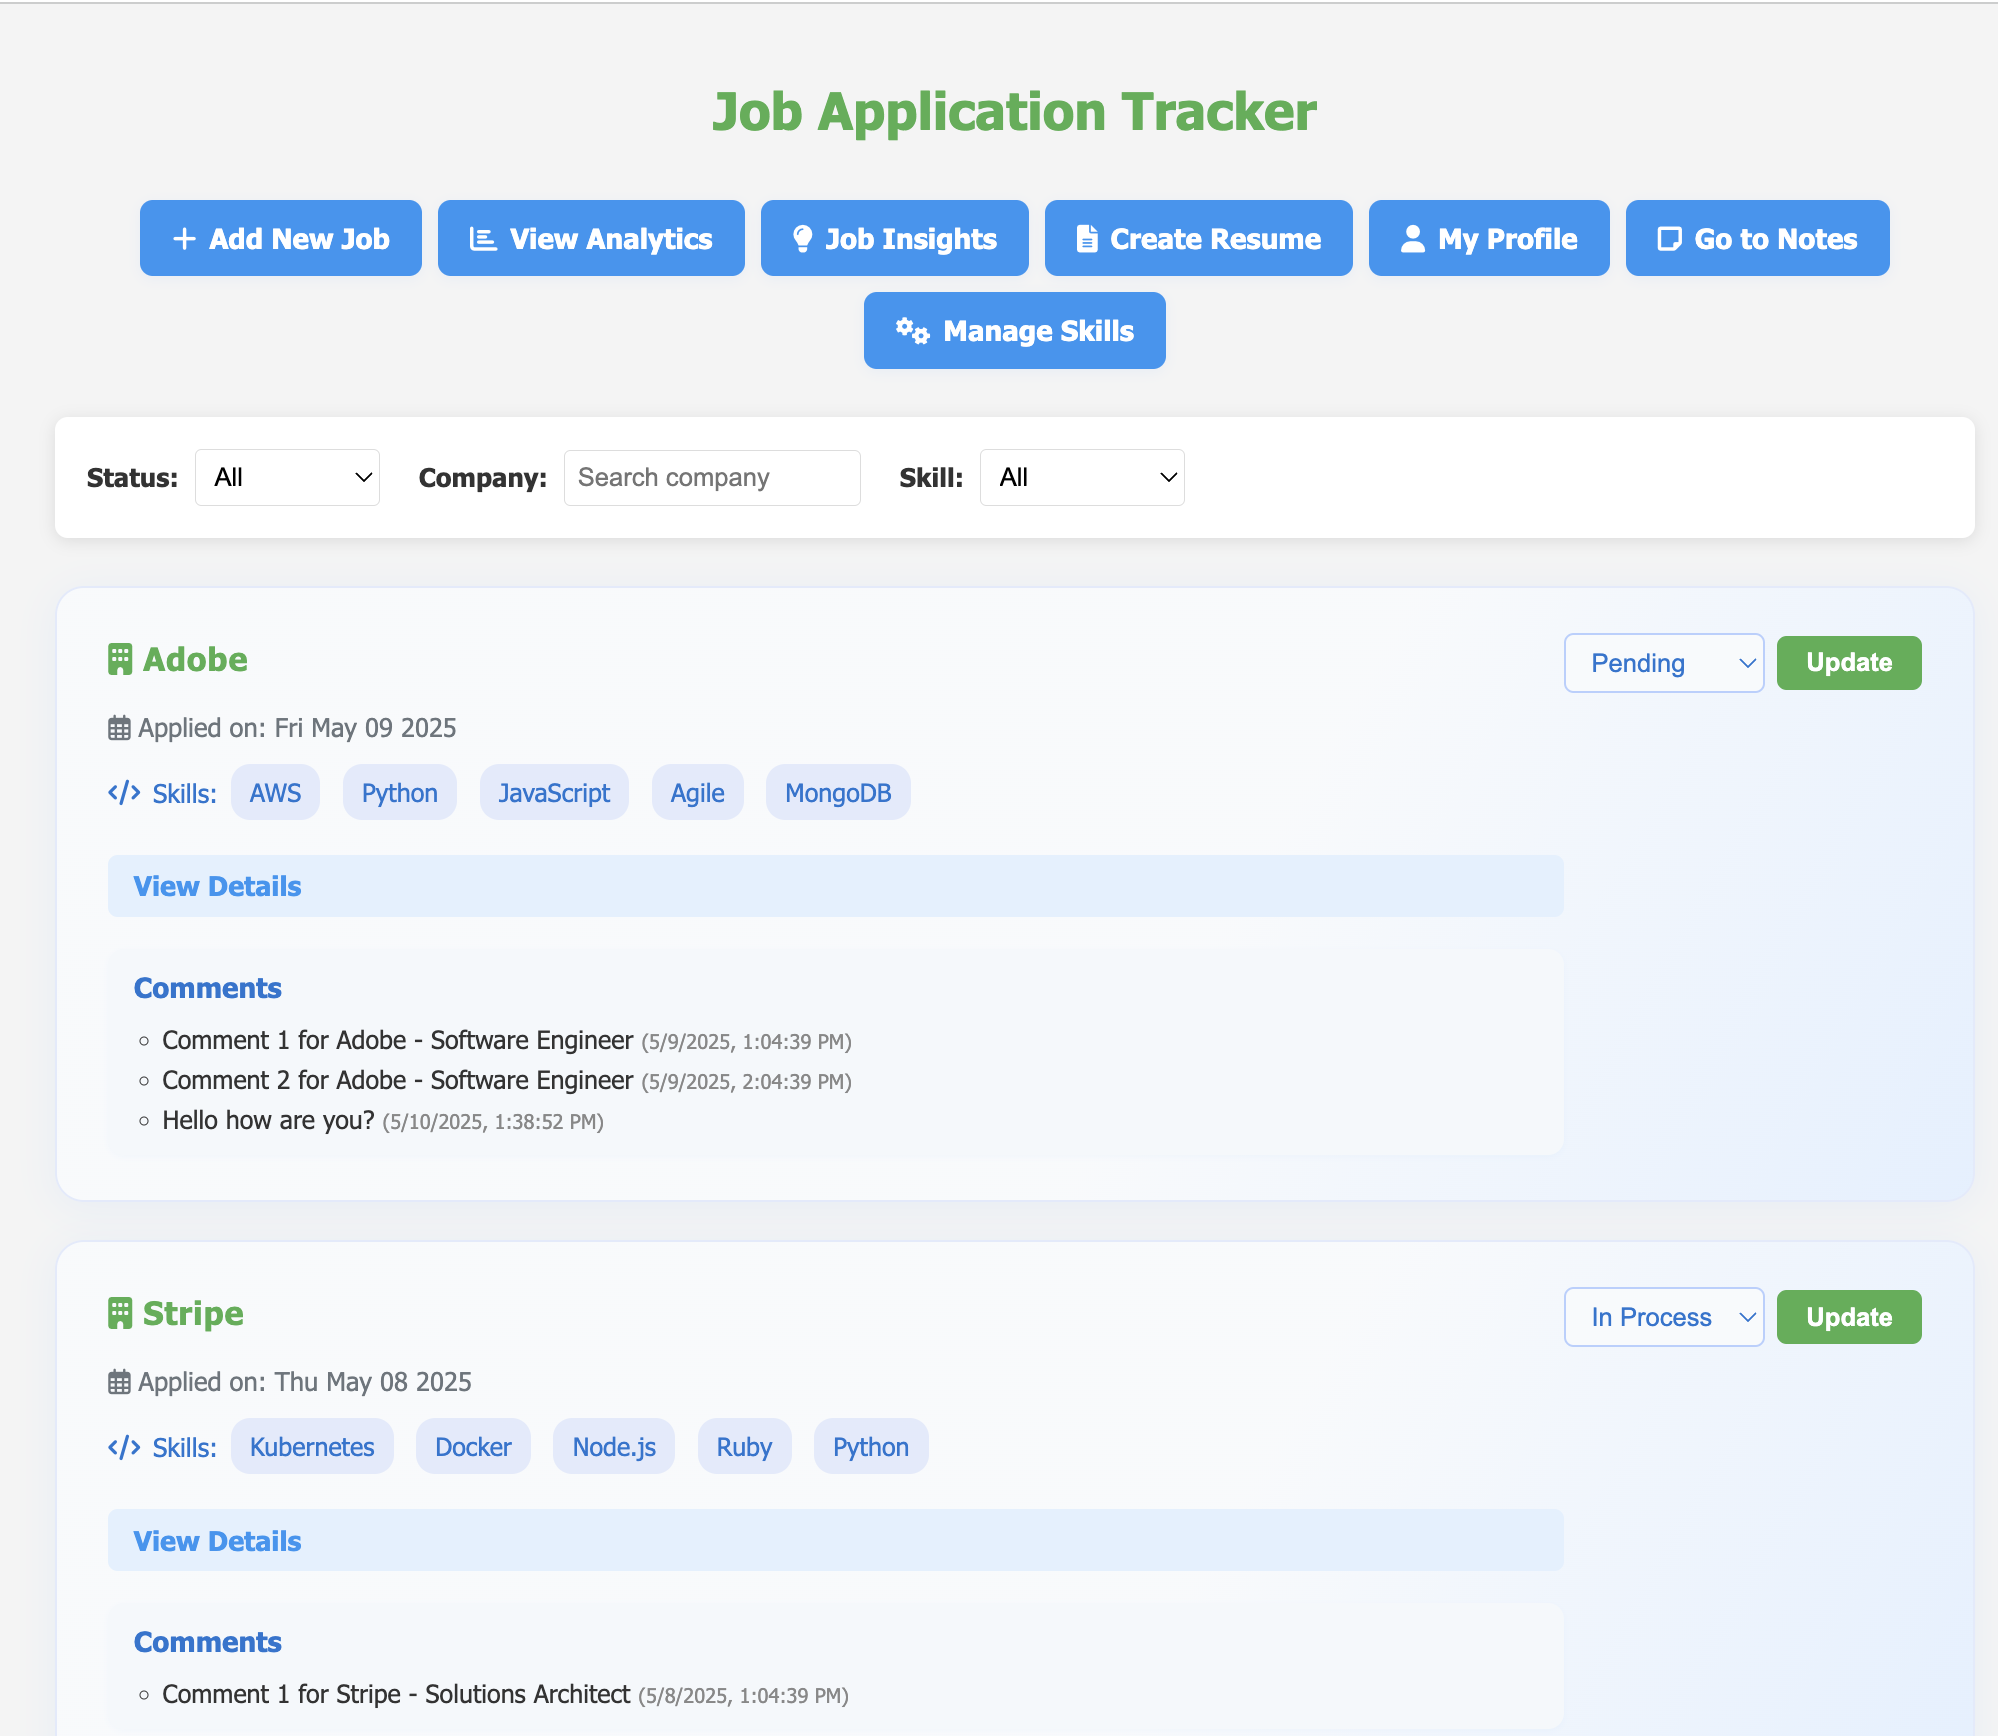 Job Application Tracker
Add New Job View Analytics Job Insights Create Resume My Profile Go to Notes
Manage Skills
Status: All Company: Search company Skill: All
Adobe Pending Update
Applied on: Fri May 09 2025
Skills: AWS Python JavaScript Agile MongoDB
View Details
Comments
Comment 1 for Adobe - Software Engineer (5/9/2025, 1:04:39 PM)
Comment 2 for Adobe - Software Engineer (5/9/2025, 2:04:39 PM)
Hello how are you? (5/10/2025, 1:38:52 PM)
Stripe In Process Update
Applied on: Thu May 08 2025
Skills: Kubernetes Docker Node.js Ruby Python
View Details
Comments
Comment 1 for Stripe - Solutions Architect (5/8/2025, 1:04:39 PM)